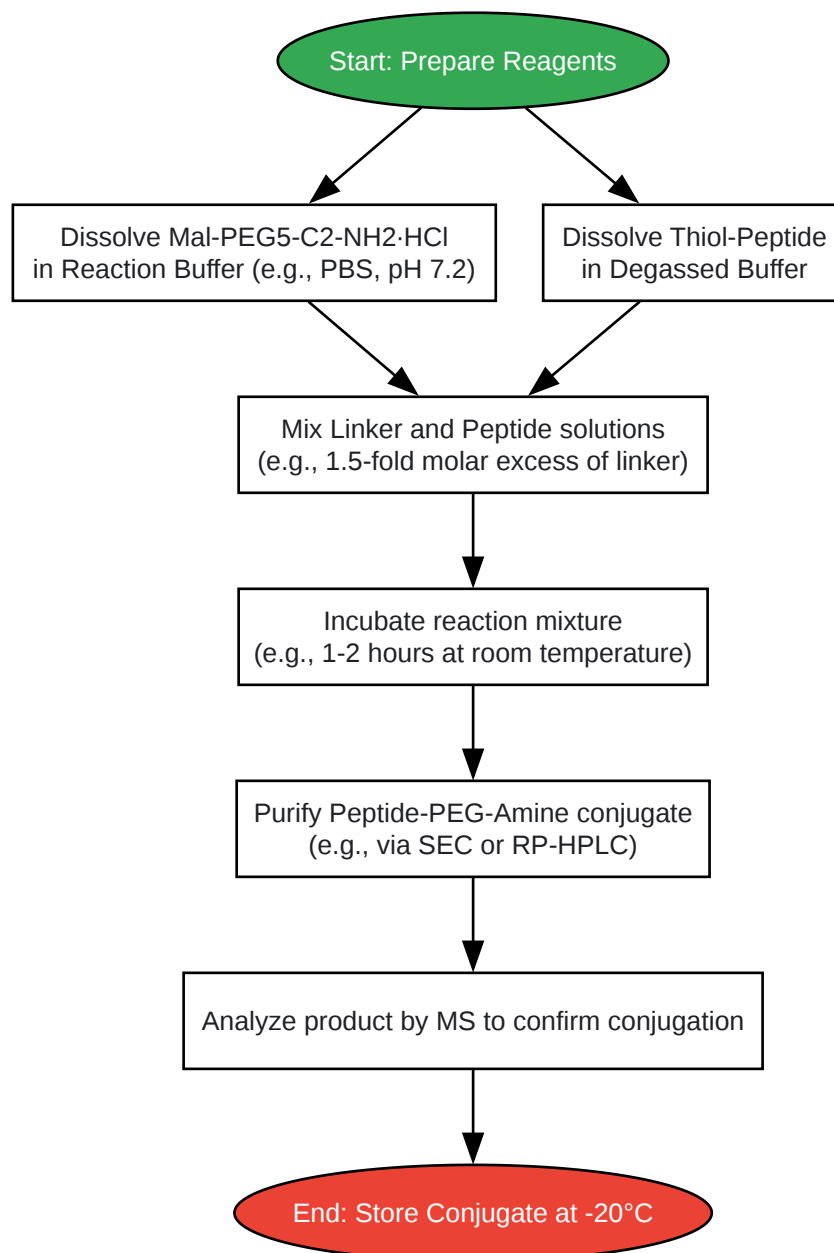 Start: Prepare Reagents
Dissolve Mal-PEG5-C2-NH2·HCl
in Reaction Buffer (e.g., PBS, pH 7.2)
Dissolve Thiol-Peptide
in Degassed Buffer
Mix Linker and Peptide solutions
(e.g., 1.5-fold molar excess of linker)
Incubate reaction mixture
(e.g., 1-2 hours at room temperature)
Purify Peptide-PEG-Amine conjugate
(e.g., via SEC or RP-HPLC)
Analyze product by MS to confirm conjugation
End: Store Conjugate at -20°C